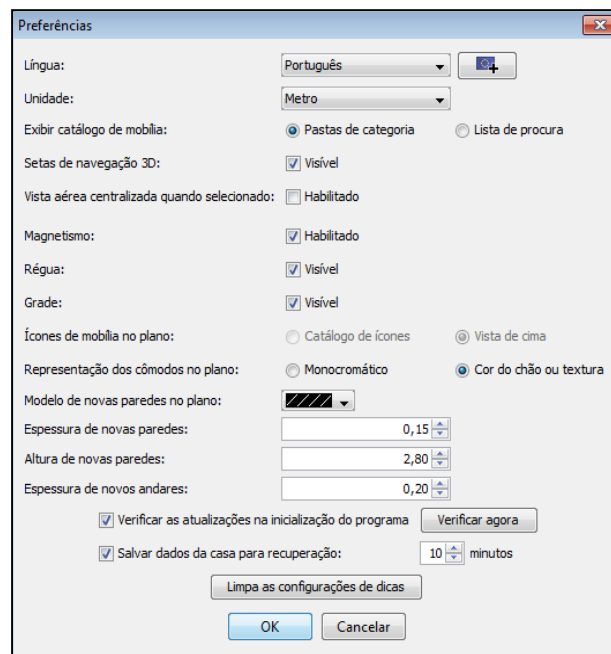 Preferências
Língua: Português
Unidade: Metro
Exibir catálogo de mobília: Pastas de categoria Lista de procura
Setas de navegação 3D: Visível
Vista aérea centralizada quando selecionado: Habilitado
Magnetismo: Habilitado
Régua: Visível
Grade: Visível
Ícones de mobília no plano: Catálogo de ícones Vista de cima
Representação dos cômodos no plano: Monocromático Cor do chão ou textura
Modelo de novas paredes no plano:
Espessura de novas paredes: 0,15
Altura de novas paredes: 2,80
Espessura de novos andares: 0,20
Verificar as atualizações na inicialização do programa Verificar agora
Salvar dados da casa para recuperação: 10 minutos
Limpa as configurações de dicas
OK Cancelar